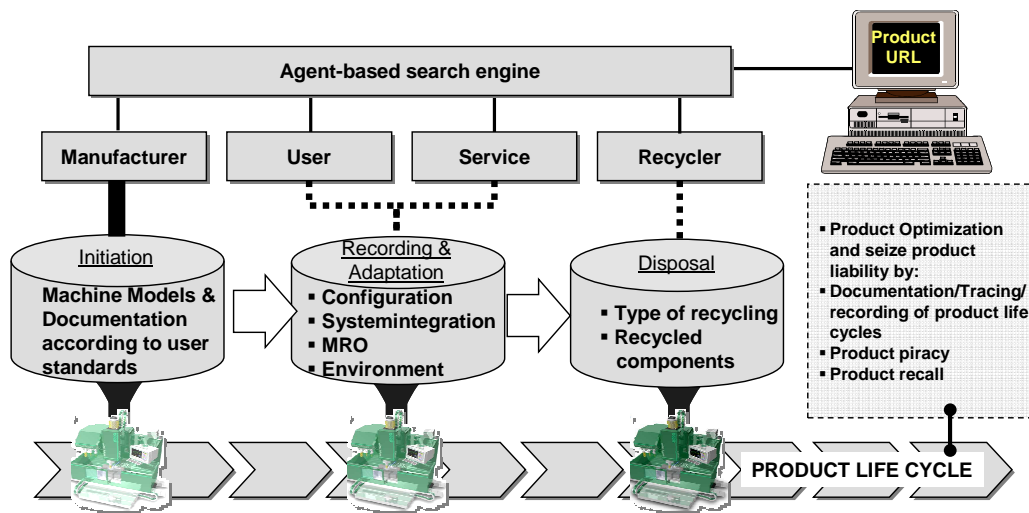 Product
URL
Agent-based search engine
Manufacturer
User
Service
Recycler
Initiation
Machine Models &
Documentation
according to user
standards
Recording &
Adaptation
▪ Configuration
▪ Systemintegration
▪ MRO
▪ Environment
Disposal
▪ Type of recycling
▪ Recycled
components
▪ Product Optimization
and seize product
liability by:
▪ Documentation/Tracing/
recording of product life
cycles
▪ Product piracy
▪ Product recall
PRODUCT LIFE CYCLE